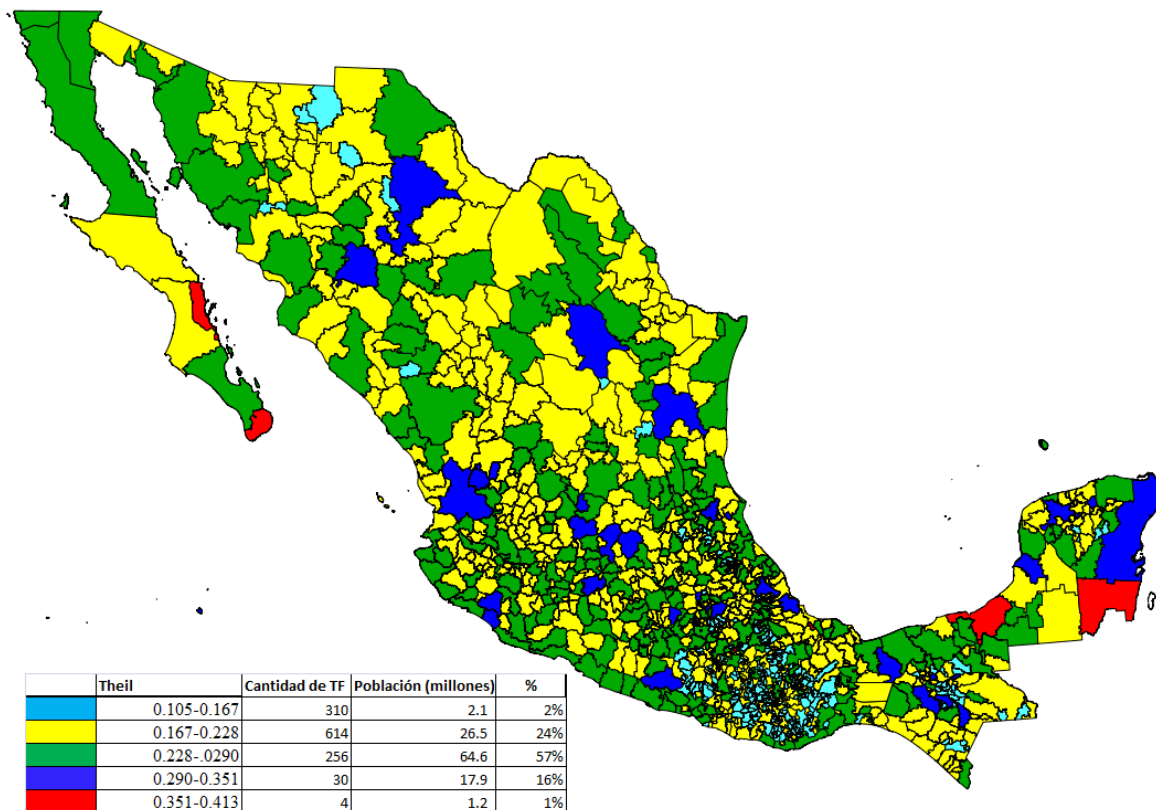 Theil Cantidad de TF Población (millones) %
0.105-0.167 310 2.1 2%
0.167-0.228 614 26.5 24%
0.228-.0290 256 64.6 57%
0.290-0.351 30 17.9 16%
0.351-0.413 4 1.2 1%